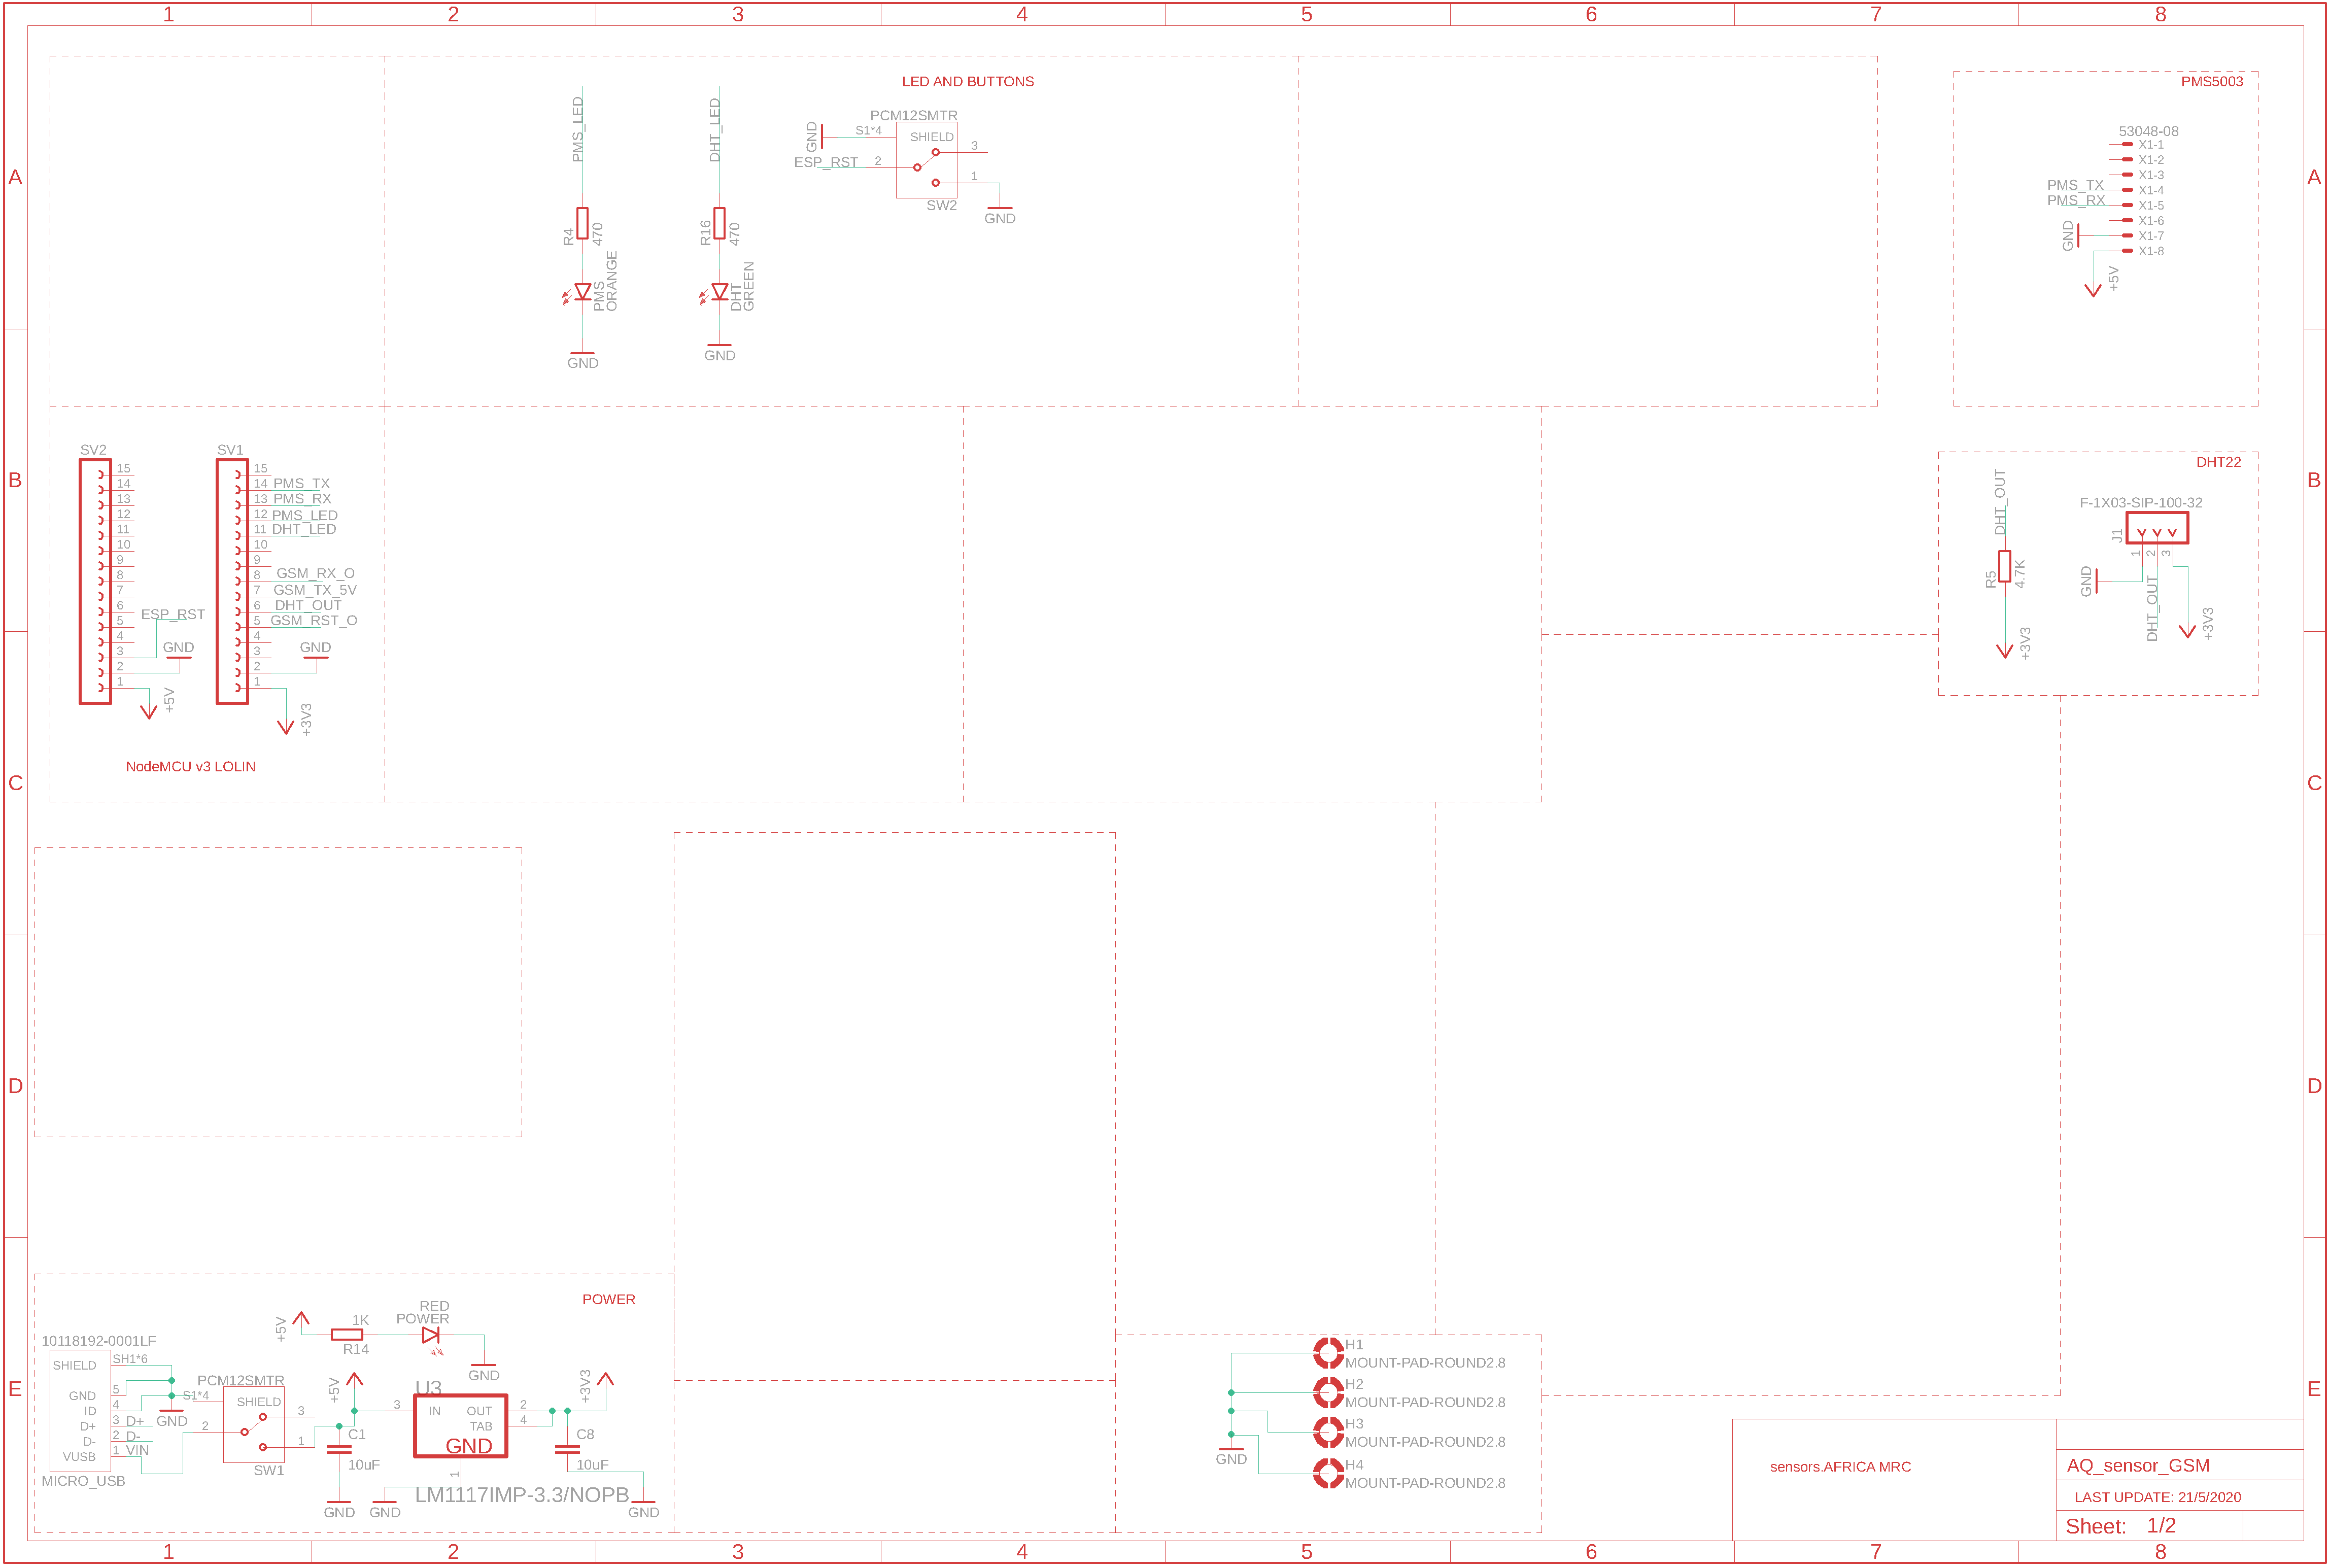 1 2 3 4 5 6 7 8
A
A
B
B
C
C
D
D
E
E
LED AND BUTTONS
PMS_LED
R4
470
PMS
ORANGE
GND
DHT_LED
R16
470
DHT
GREEN
GND
PCM12SMTR
GND
S1*4
SHIELD
ESP_RST
2
3
1
SW2
GND
PMS5003
53048-08
X1-1
X1-2
X1-3
PMS_TX
X1-4
PMS_RX
X1-5
X1-6
GND
X1-7
X1-8
+5V
SV2
15
14
13
12
11
10
9
8
7
6
ESP_RST
5
4
GND
3
2
1
+5V
SV1
15
14 PMS_TX
13 PMS_RX
12 PMS_LED
11 DHT_LED
10
9
8 GSM_RX_O
7 GSM_TX_5V
6 DHT_OUT
5 GSM_RST_O
4
GND
3
2
1
+3V3
NodeMCU v3 LOLIN
DHT22
DHT_OUT
R5
4.7K
+3V3
F-1X03-SIP-100-32
J1
1
2
3
GND
DHT_OUT
+3V3
POWER
RED
POWER
+5V
1K
R14
GND
10118192-0001LF
SHIELD
SH1*6
GND
5
ID
4
D+
3 D+
D-
2 D-
VUSB
1 VIN
MICRO_USB
GND
PCM12SMTR
S1*4
SHIELD
2
3
1
SW1
+5V
C1
10uF
GND
U3
3
IN
OUT
2
TAB
4
GND
1
LM1117IMP-3.3/NOPB
GND
+3V3
C8
10uF
GND
H1
MOUNT-PAD-ROUND2.8
H2
MOUNT-PAD-ROUND2.8
H3
MOUNT-PAD-ROUND2.8
H4
MOUNT-PAD-ROUND2.8
GND
sensors.AFRICA MRC
AQ_sensor_GSM
LAST UPDATE: 21/5/2020
Sheet: 1/2
1 2 3 4 5 6 7 8